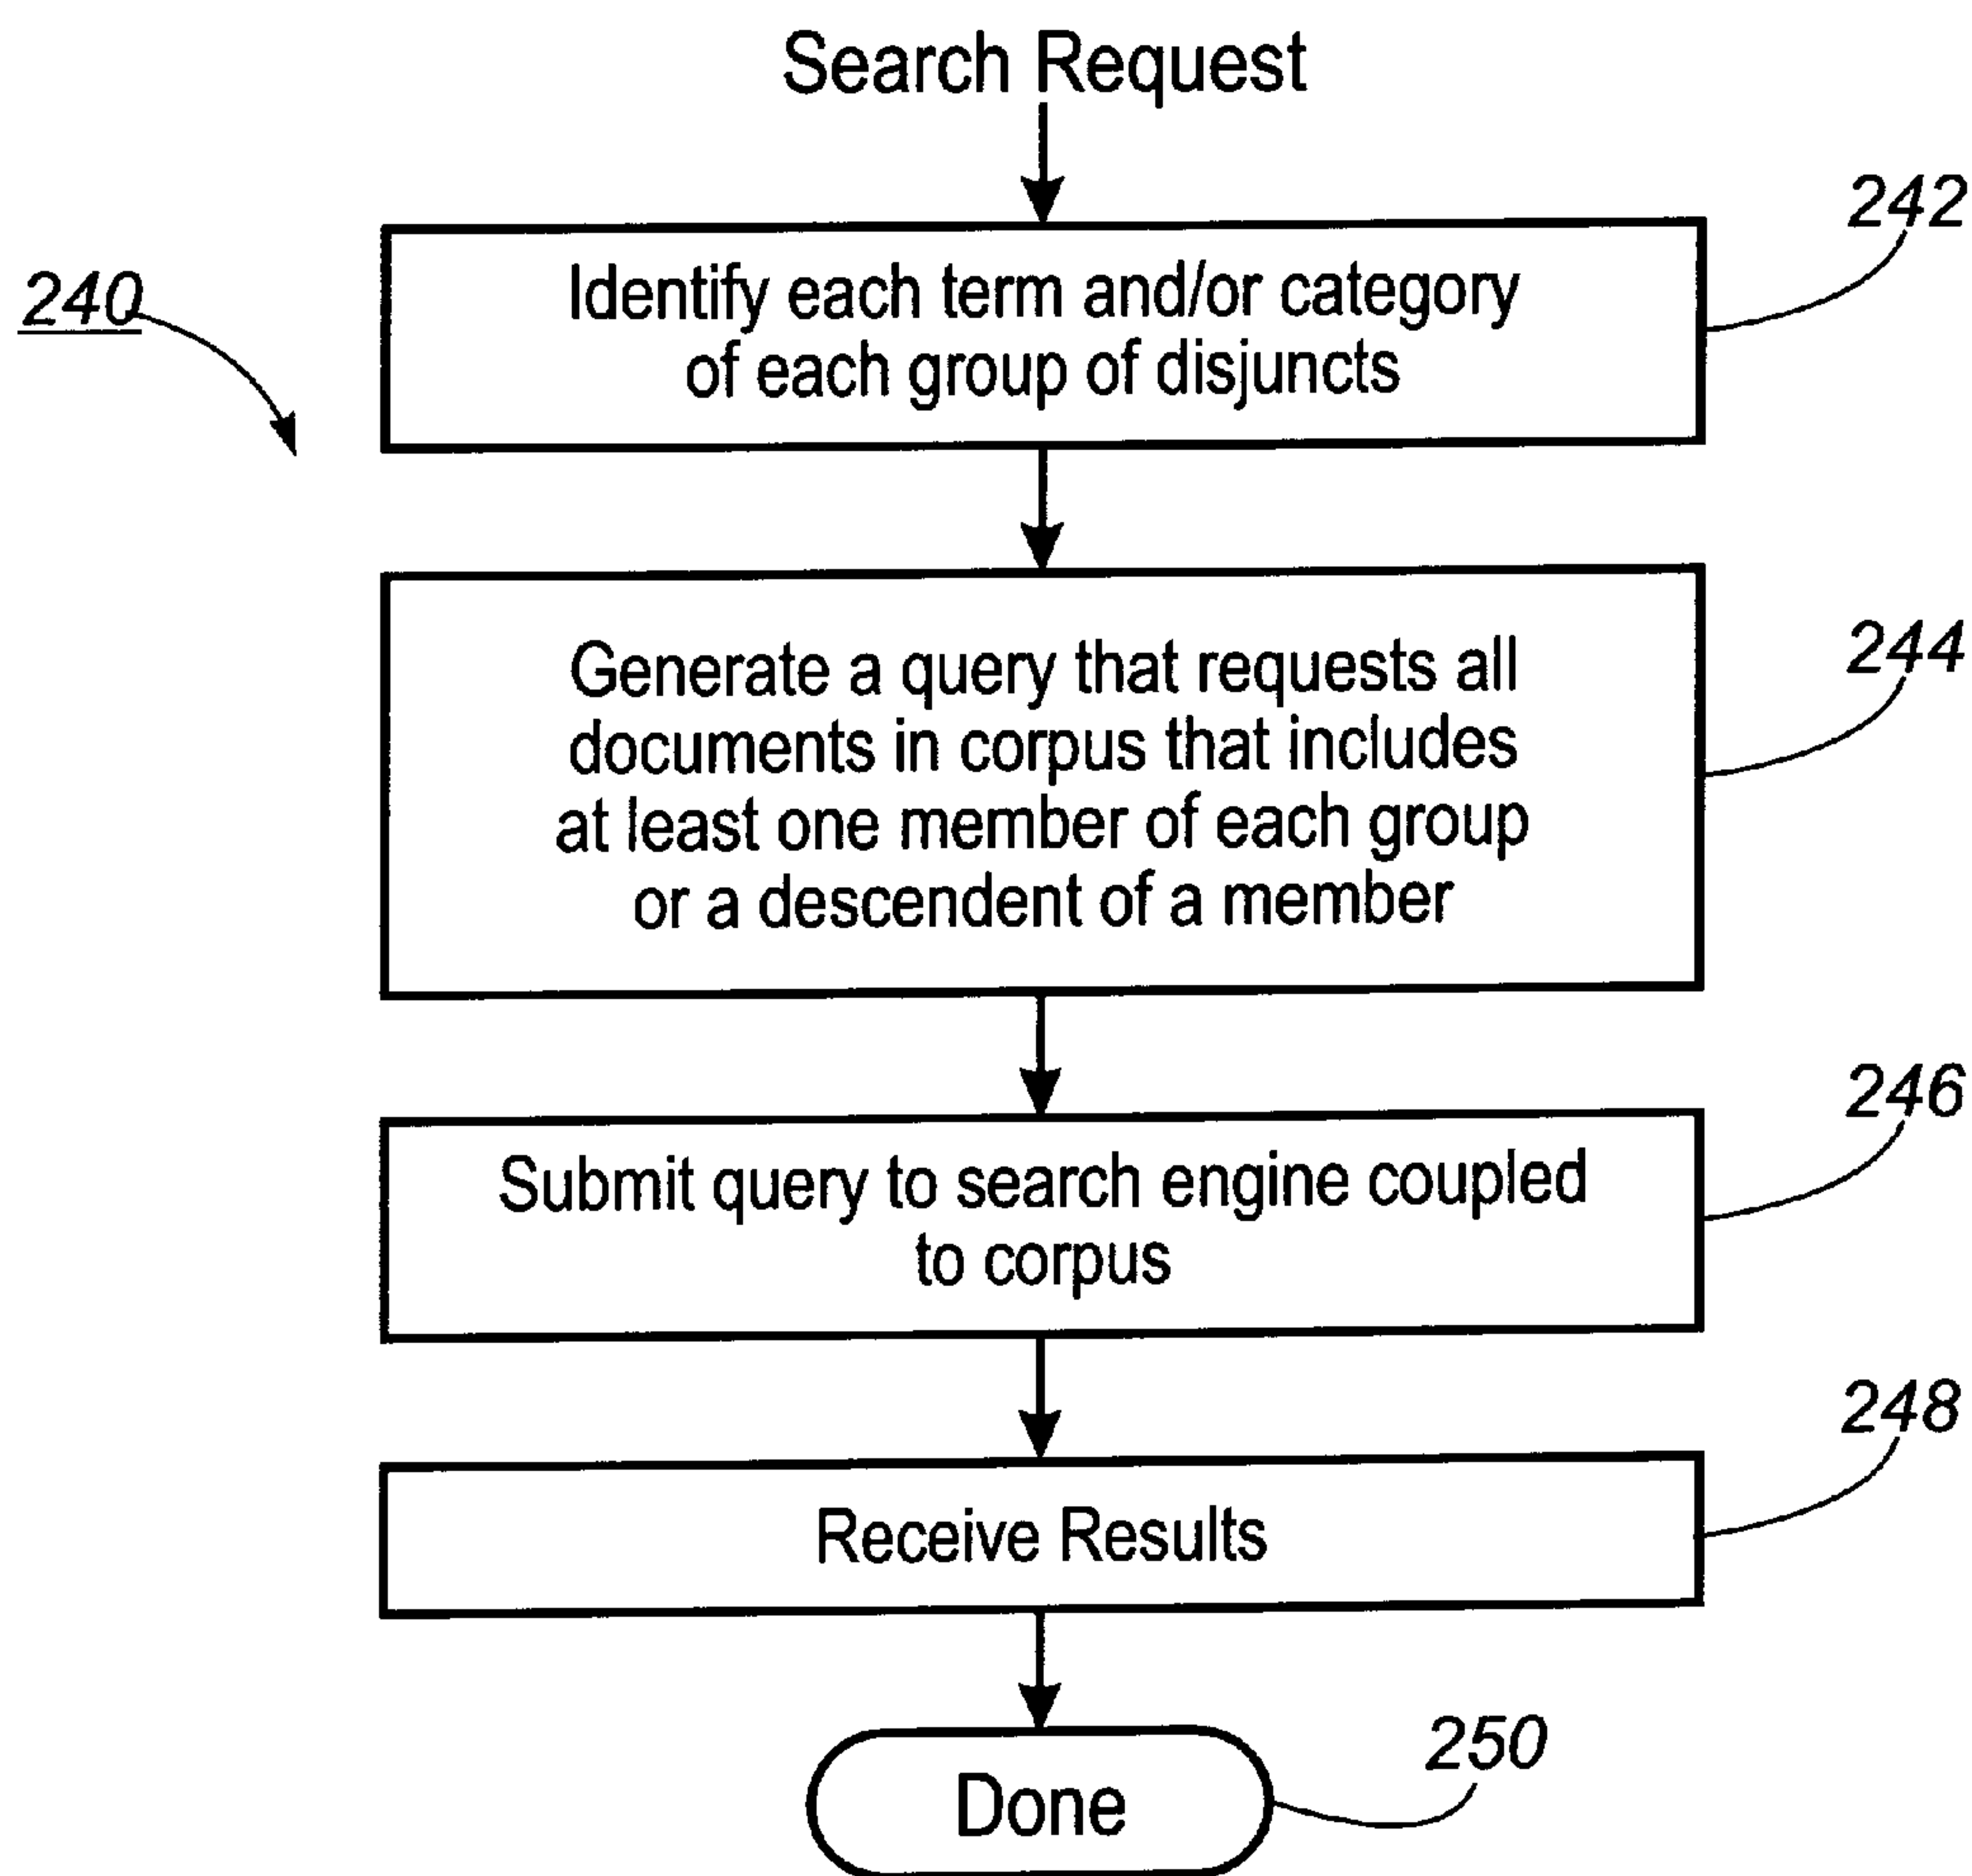 Search Request
242
240
Identify each term and/or category
of each group of disjuncts
244
Generate a query that requests all
documents in corpus that includes
at least one member of each group
or a descendent of a member
246
Submit query to search engine coupled
to corpus
248
Receive Results
250
Done